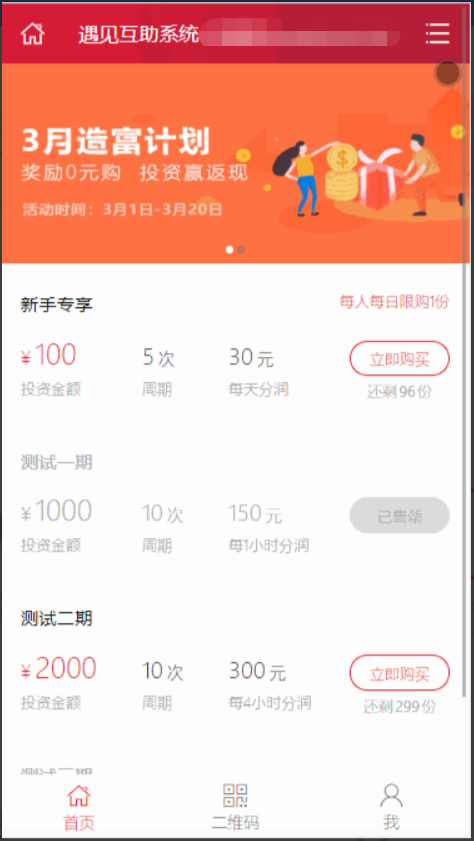 遇见互助系统
3月造富计划
奖励0元购 投资赢返现
活动时间：3月1日-3月20日
新手专享 每人每日限购1份
¥100 5次 30元 立即购买
投资金额 周期 每天分润 还剩96份
测试一期
¥1000 10次 150元 已售罄
投资金额 周期 每1小时分润
测试二期
¥2000 10次 300元 立即购买
投资金额 周期 每4小时分润 还剩299份
首页 二维码 我